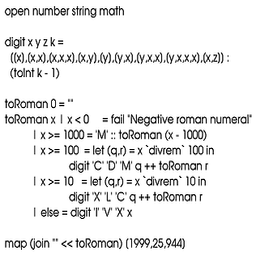 open number string math
digit x y z k =
((x),(x,x),(x,x,x),(x,y),(y),(y,x),(y,x,x),(y,x,x,x),(x,z)) :
(toInt k - 1)
toRoman 0 = ""
toRoman x | x < 0 = fail "Negative roman numeral"
| x >= 1000 = 'M' :: toRoman (x - 1000)
| x >= 100 = let (q,r) = x `divrem` 100 in
digit 'C' 'D' 'M' q ++ toRoman r
| x >= 10 = let (q,r) = x `divrem` 10 in
digit 'X' 'L' 'C' q ++ toRoman r
| else = digit 'I' 'V' 'X' x
map (join "" << toRoman) (1999,25,944)